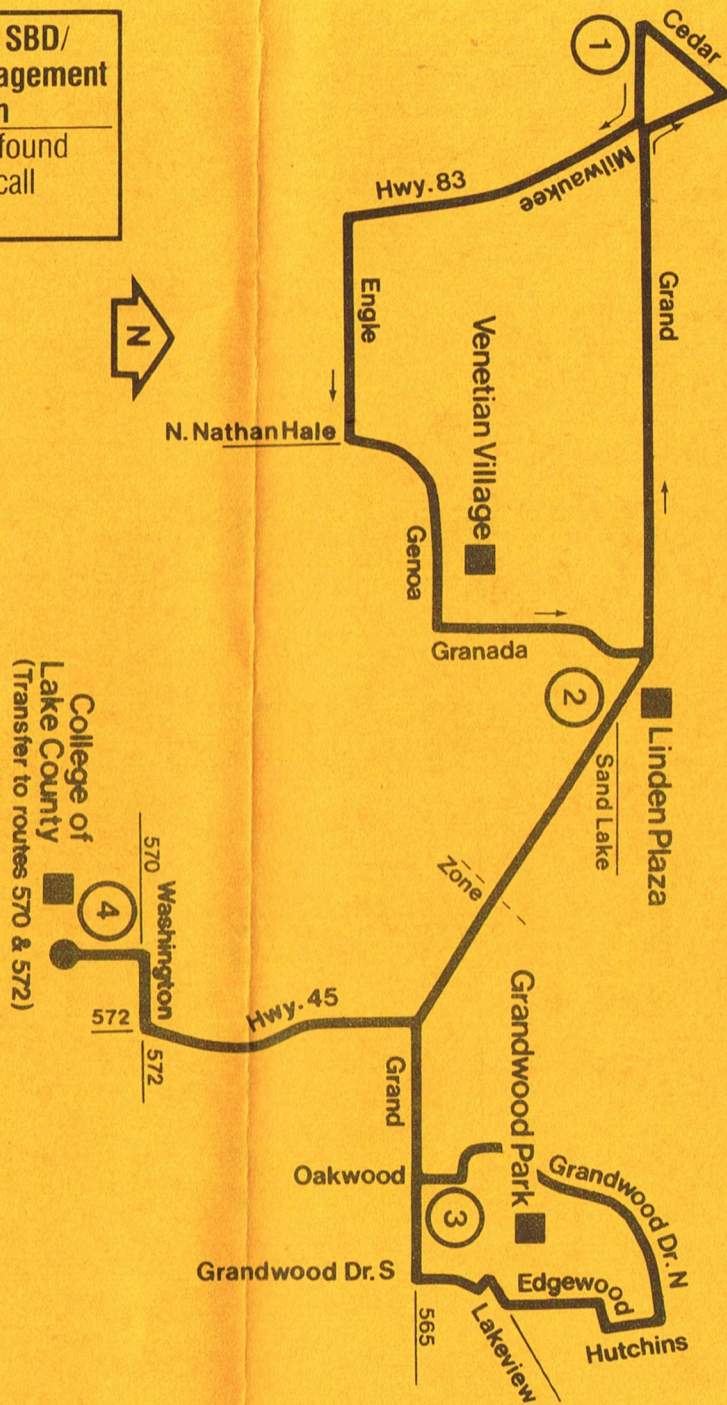 SBD/
agement
n
found
call
1
Cedar
Milwaukee
Hwy. 83
Grand
Engle
N. Nathan Hale
Venetian Village
Genoa
Granada
N
2
Linden Plaza
Sand Lake
Zone
College of
Lake County
(Transfer to routes 570 & 572)
4
570
Washington
572
572
Hwy. 45
Grand
Grandwood Park
Oakwood
3
Grandwood Dr. N
Grandwood Dr. S
Edgewood
Hutchins
Lakeview
565